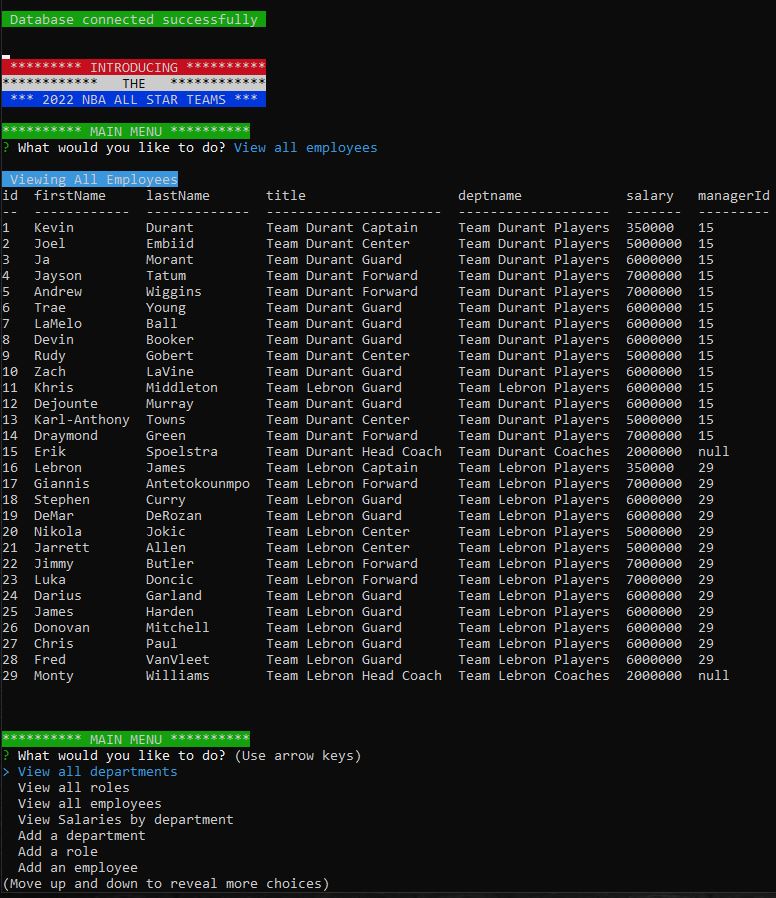 Database connected successfully
********** INTRODUCING **********
************   THE   ************
*** 2022 NBA ALL STAR TEAMS ***
********** MAIN MENU **********
? What would you like to do? View all employees
Viewing All Employees
id  firstName     lastName       title                   deptname             salary   managerId
--  ------------  -------------  ----------------------  -------------------  -------  ---------
1   Kevin         Durant         Team Durant Captain     Team Durant Players  350000   15
2   Joel          Embiid         Team Durant Center      Team Durant Players  5000000  15
3   Ja            Morant         Team Durant Guard       Team Durant Players  6000000  15
4   Jayson        Tatum          Team Durant Forward     Team Durant Players  7000000  15
5   Andrew        Wiggins        Team Durant Forward     Team Durant Players  7000000  15
6   Trae          Young          Team Durant Guard       Team Durant Players  6000000  15
7   LaMelo        Ball           Team Durant Guard       Team Durant Players  6000000  15
8   Devin         Booker         Team Durant Guard       Team Durant Players  6000000  15
9   Rudy          Gobert         Team Durant Center      Team Durant Players  5000000  15
10  Zach          LaVine         Team Durant Guard       Team Durant Players  6000000  15
11  Khris         Middleton      Team Lebron Guard       Team Lebron Players  6000000  15
12  Dejounte      Murray         Team Durant Guard       Team Durant Players  6000000  15
13  Karl-Anthony  Towns          Team Durant Center      Team Durant Players  5000000  15
14  Draymond      Green          Team Durant Forward     Team Durant Players  7000000  15
15  Erik          Spoelstra      Team Durant Head Coach  Team Durant Coaches  2000000  null
16  Lebron        James          Team Lebron Captain     Team Lebron Players  350000   29
17  Giannis       Antetokounmpo  Team Lebron Forward     Team Lebron Players  7000000  29
18  Stephen       Curry          Team Lebron Guard       Team Lebron Players  6000000  29
19  DeMar         DeRozan        Team Lebron Guard       Team Lebron Players  6000000  29
20  Nikola        Jokic          Team Lebron Center      Team Lebron Players  5000000  29
21  Jarrett       Allen          Team Lebron Center      Team Lebron Players  5000000  29
22  Jimmy         Butler         Team Lebron Forward     Team Lebron Players  7000000  29
23  Luka          Doncic         Team Lebron Forward     Team Lebron Players  7000000  29
24  Darius        Garland        Team Lebron Guard       Team Lebron Players  6000000  29
25  James         Harden         Team Lebron Guard       Team Lebron Players  6000000  29
26  Donovan       Mitchell       Team Lebron Guard       Team Lebron Players  6000000  29
27  Chris         Paul           Team Lebron Guard       Team Lebron Players  6000000  29
28  Fred          VanVleet       Team Lebron Guard       Team Lebron Players  6000000  29
29  Monty         Williams       Team Lebron Head Coach  Team Lebron Coaches  2000000  null
********** MAIN MENU **********
? What would you like to do? (Use arrow keys)
> View all departments
View all roles
View all employees
View Salaries by department
Add a department
Add a role
Add an employee
(Move up and down to reveal more choices)